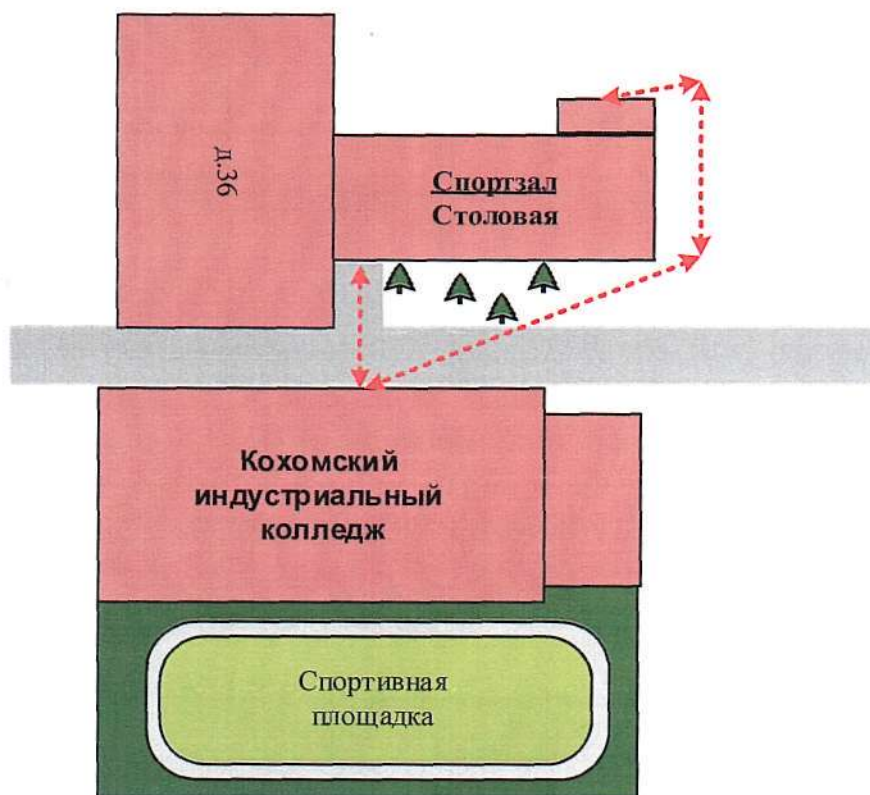 д.36
Спортзал
Столовая
Кохомский
индустриальный
колледж
Спортивная
площадка